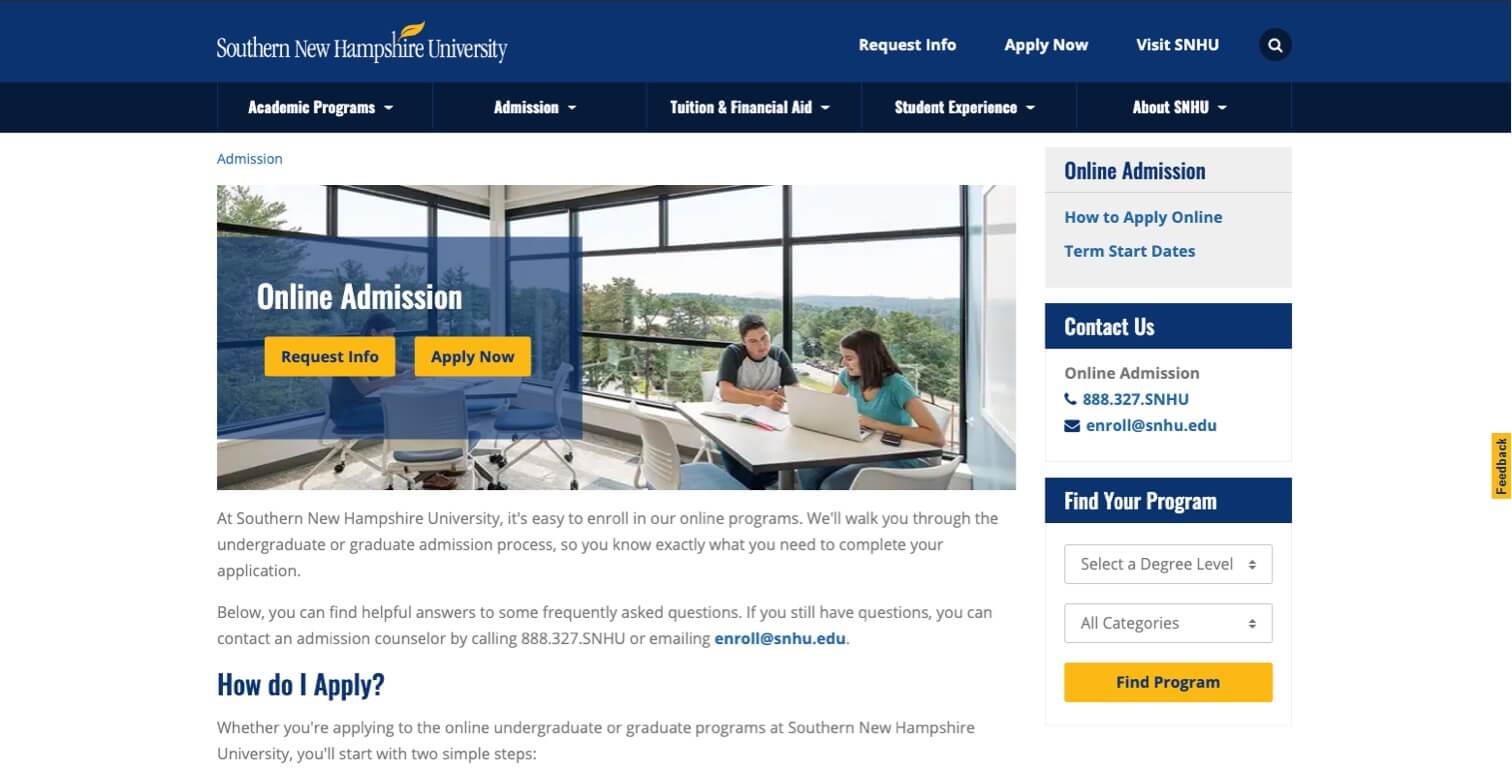 Southern New Hampshire University
Request Info
Apply Now
Visit SNHU
Academic Programs
Admission
Tuition & Financial Aid
Student Experience
About SNHU
Admission
Online Admission
Request Info
Apply Now
At Southern New Hampshire University, it's easy to enroll in our online programs. We'll walk you through the
undergraduate or graduate admission process, so you know exactly what you need to complete your
application.
Below, you can find helpful answers to some frequently asked questions. If you still have questions, you can
contact an admission counselor by calling 888.327.SNHU or emailing enroll@snhu.edu.
How do I Apply?
Whether you're applying to the online undergraduate or graduate programs at Southern New Hampshire
University, you'll start with two simple steps:
Online Admission
How to Apply Online
Term Start Dates
Contact Us
Online Admission
888.327.SNHU
enroll@snhu.edu
Find Your Program
Select a Degree Level
All Categories
Find Program
Feedback